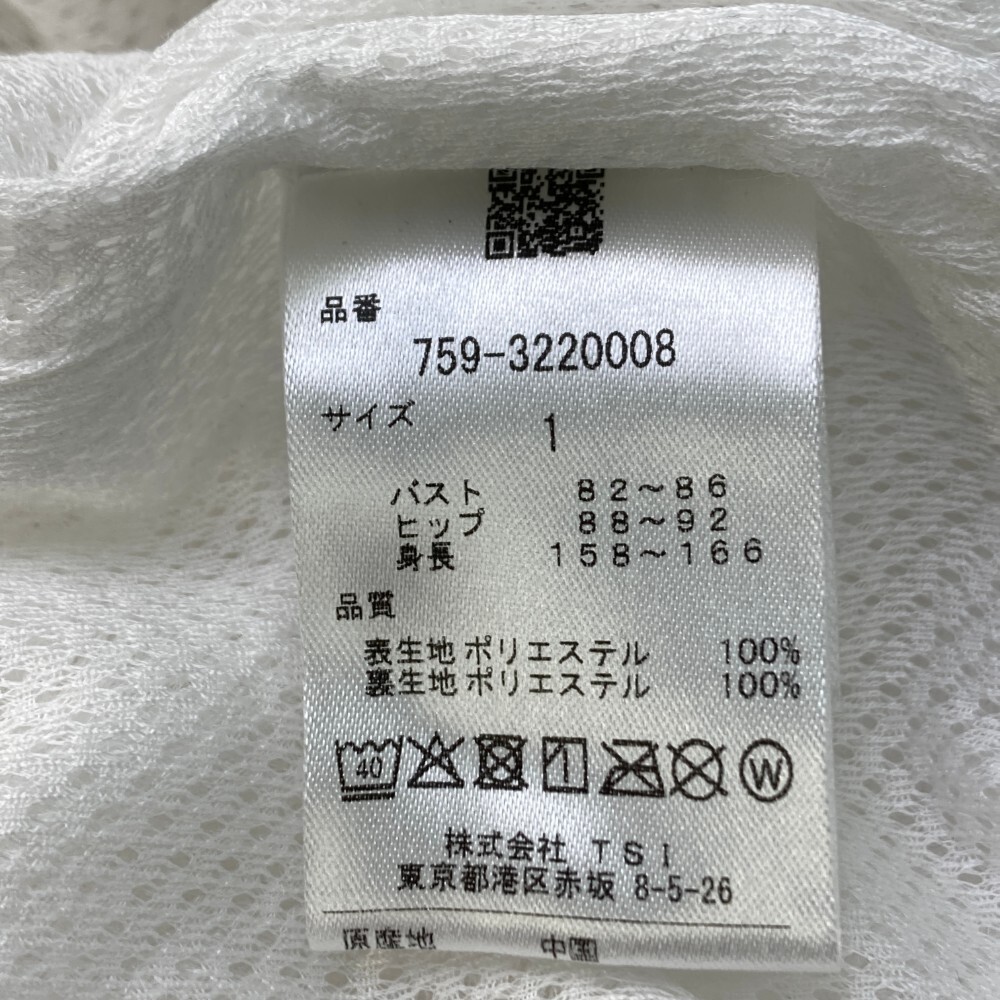 品番
759-3220008
サイズ
1
バスト 82～86
ヒップ 88～92
身長 158～166
品質
表生地 ポリエステル 100%
裏生地 ポリエステル 100%
40 W
株式会社 TSI
東京都港区赤坂 8-5-26
原産地 中国